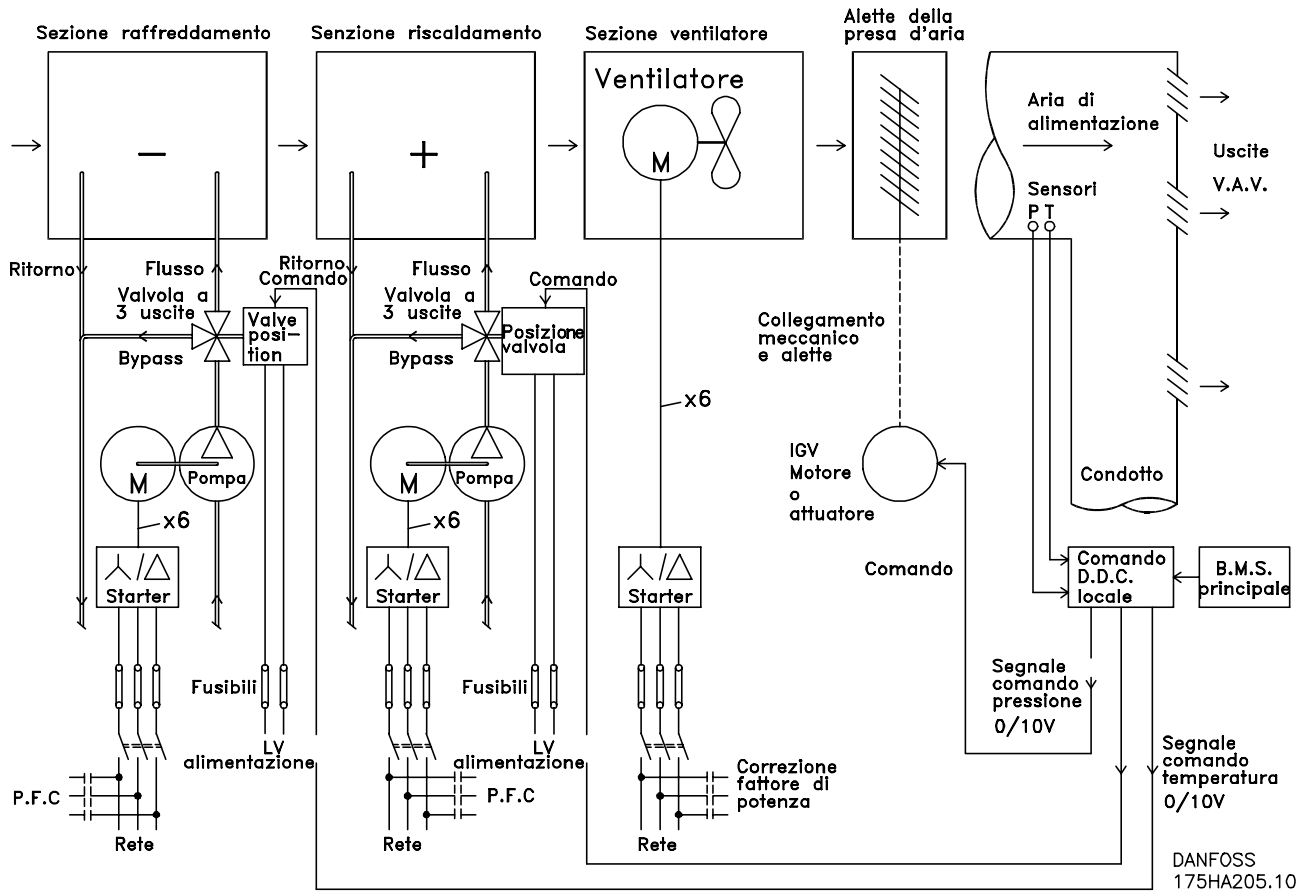 Sezione raffreddamento
Senzione riscaldamento
Sezione ventilatore
Alette della
presa d'aria
Ventilatore
M
Aria di
alimentazione
Uscite
V.A.V.
Sensori
P T
Ritorno
Flusso
Valvola a
3 uscite
Bypass
Ritorno
Comando
Valve
posi-
tion
Flusso
Valvola a
3 uscite
Bypass
Comando
Posizione
valvola
Collegamento
meccanico
e alette
x6
M
Pompa
x6
M
Pompa
x6
IGV
Motore
o
attuatore
Condotto
Starter
Starter
Starter
Comando
Comando
D.D.C.
locale
B.M.S.
principale
Fusibili
Fusibili
Segnale
comando
pressione
0/10V
LV
alimentazione
LV
alimentazione
Segnale
comando
temperatura
0/10V
P.F.C
P.F.C
Correzione
fattore di
potenza
Rete
Rete
Rete
DANFOSS
175HA205.10